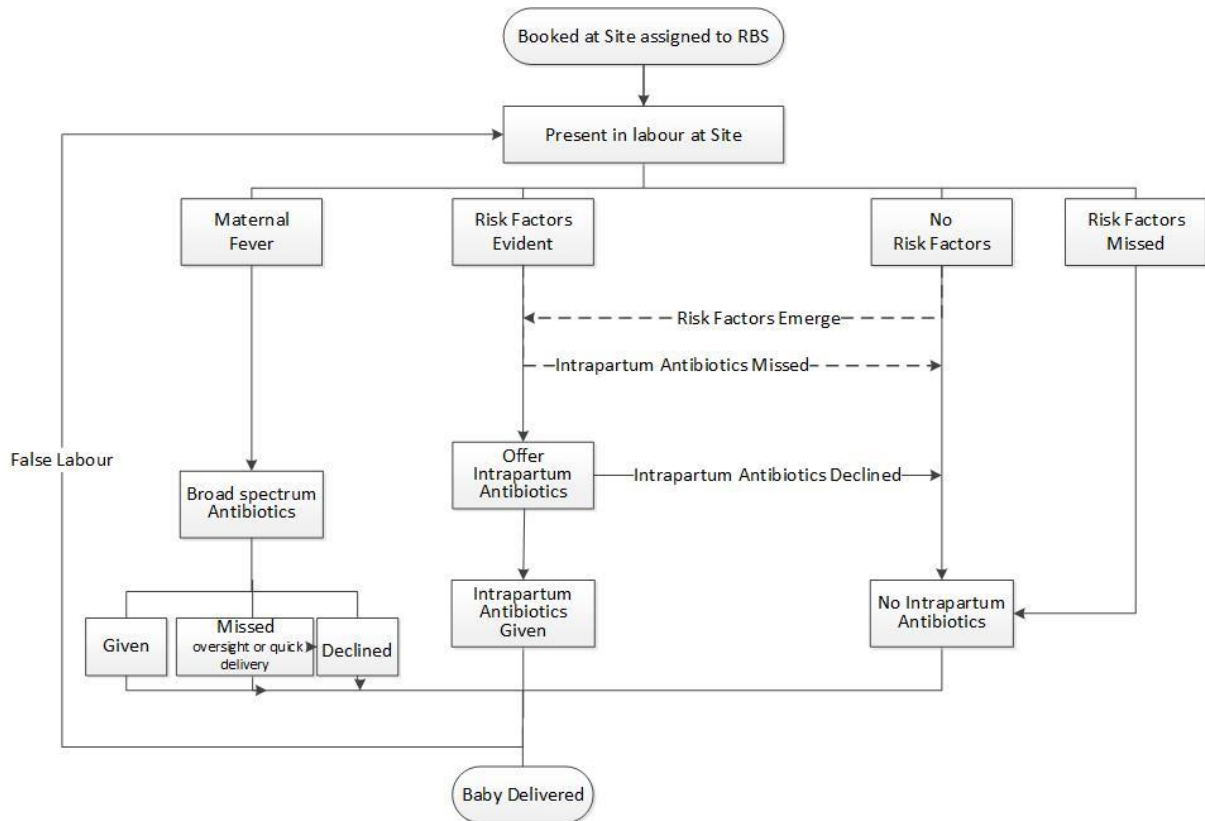 Booked at Site assigned to RBS
Present in labour at Site
Maternal
Fever
Risk Factors
Evident
No
Risk Factors
Risk Factors
Missed
Risk Factors Emerge
Intrapartum Antibiotics Missed
False Labour
Offer
Intrapartum
Antibiotics
Intrapartum Antibiotics Declined
Broad spectrum
Antibiotics
Intrapartum
Antibiotics
Given
No Intrapartum
Antibiotics
Given
Missed
oversight or quick
delivery
Declined
Baby Delivered